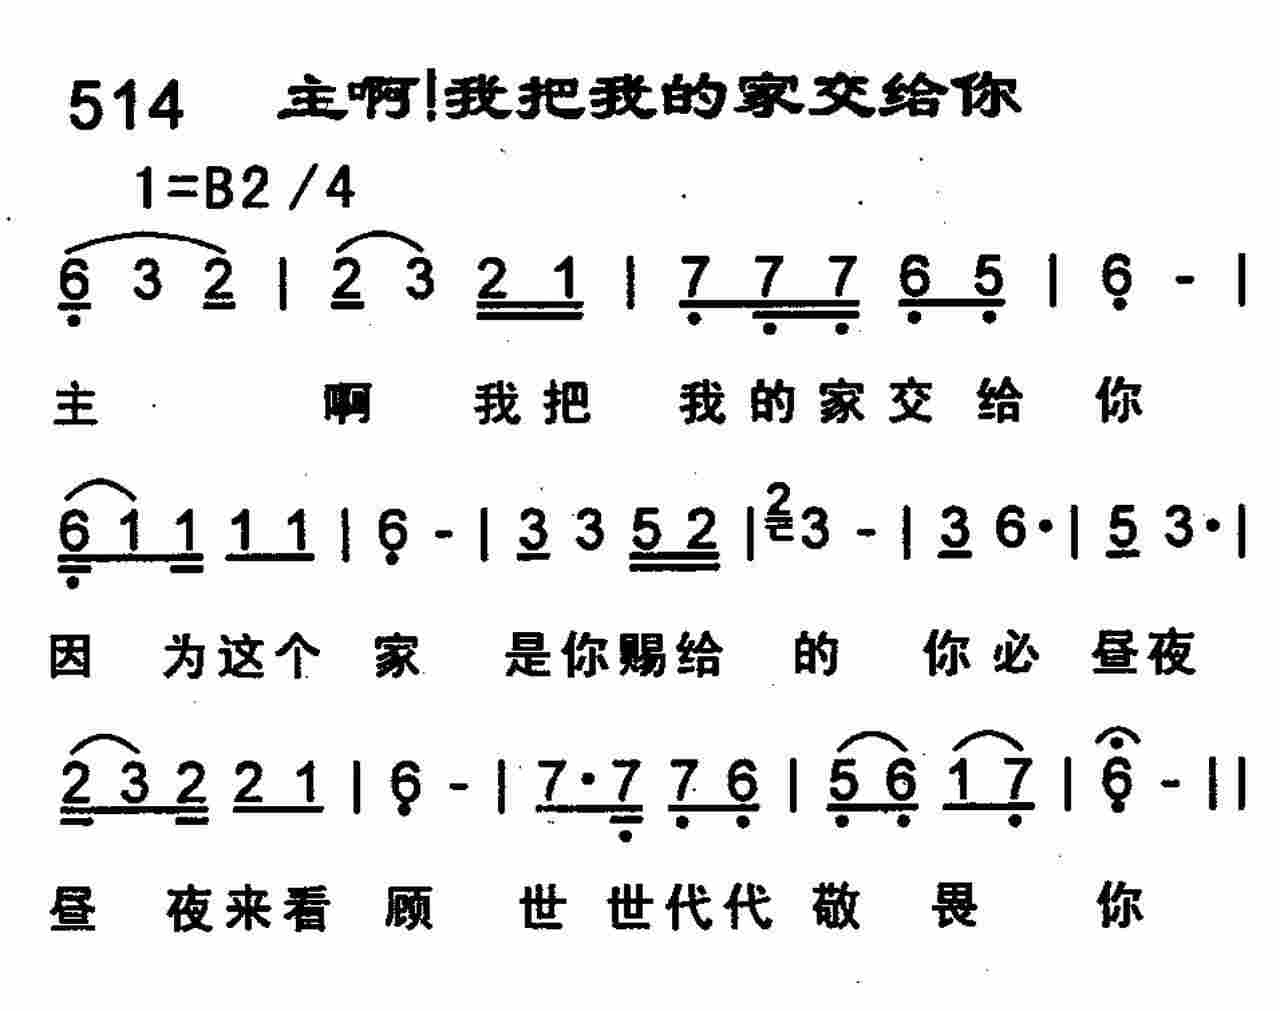 514 主啊!我把我的家交给你
1=B2/4
6 3 2 | 2 3 2 1 | 7 7 7 6 5 | 6 - |
主 啊 我把 我的家交给 你
6 1 1 1 1 | 6 - | 3 3 5 2 | 2 3 - | 3 6· | 5 3· |
因 为这个 家 是你赐给 的 你必 昼夜
2 3 2 2 1 | 6 - | 7·7 7 6 | 5 6 1 7 | 6 - ||
昼 夜来看 顾 世 世代代 敬 畏 你